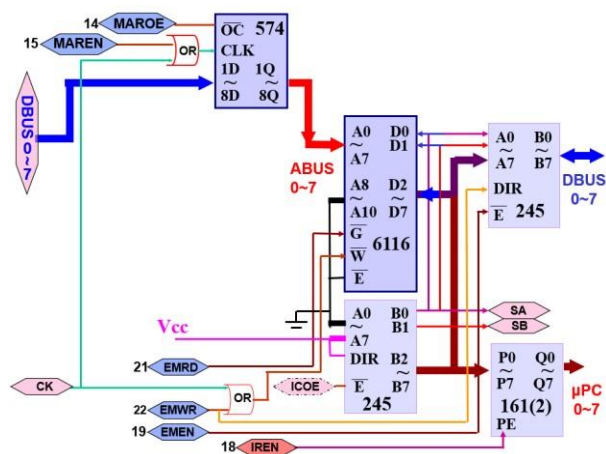 14 MAROE
15 MAREN
OR
DBUS 0~7
OC 574
CLK
1D 1Q
~ ~
8D 8Q
ABUS
0~7
A0 D0
~ D1
A7
A8 D2
~ ~
A10 D7
G
6116
W
E
A0 B0
~ ~
A7 B7
DIR
E 245
DBUS
0~7
Vcc
A0 B0
~ B1
A7
DIR B2
~
E B7
245
SA
SB
21 EMRD
CK
ICOE
OR
22 EMWR
19 EMEN
18 IREN
P0 Q0
~ ~
P7 Q7
161(2)
PE
μPC
0~7